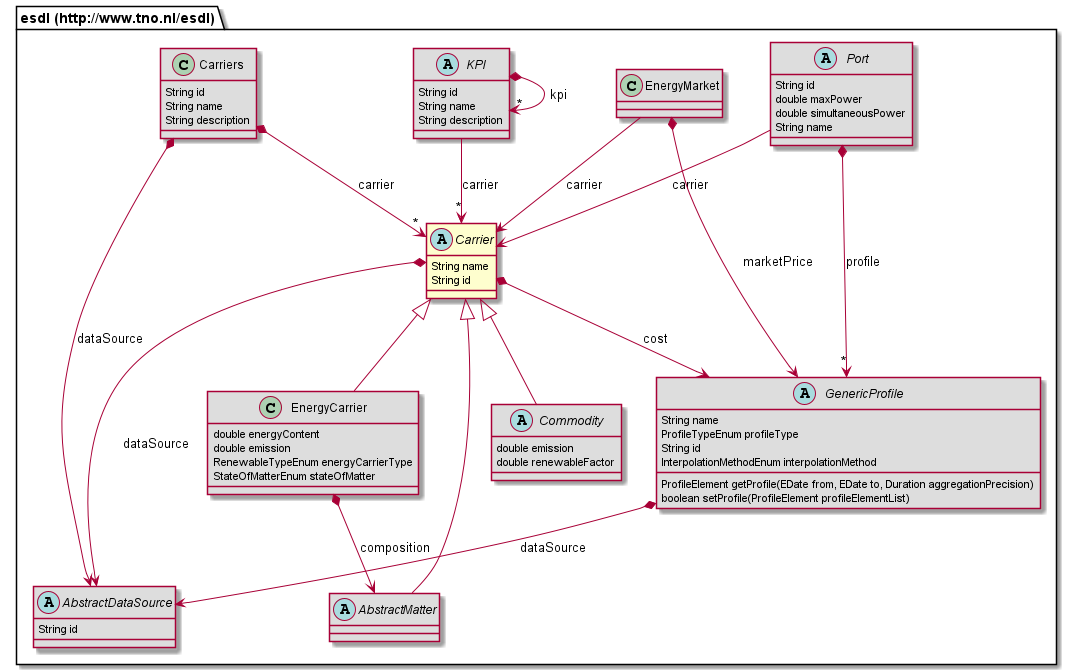 esdl (http://www.tno.nl/esdl)
C Carriers
String id
String name
String description
A KPI
String id
String name
String description
* kpi
C EnergyMarket
A Port
String id
double maxPower
double simultaneousPower
String name
carrier
*
carrier
*
carrier
carrier
A Carrier
String name
String id
marketPrice
profile
*
dataSource
cost
C EnergyCarrier
double energyContent
double emission
RenewableTypeEnum energyCarrierType
StateOfMatterEnum stateOfMatter
A Commodity
double emission
double renewableFactor
A GenericProfile
String name
ProfileTypeEnum profileType
String id
InterpolationMethodEnum interpolationMethod
ProfileElement getProfile(EDate from, EDate to, Duration aggregationPrecision)
boolean setProfile(ProfileElement profileElementList)
dataSource
composition
dataSource
A AbstractDataSource
String id
A AbstractMatter